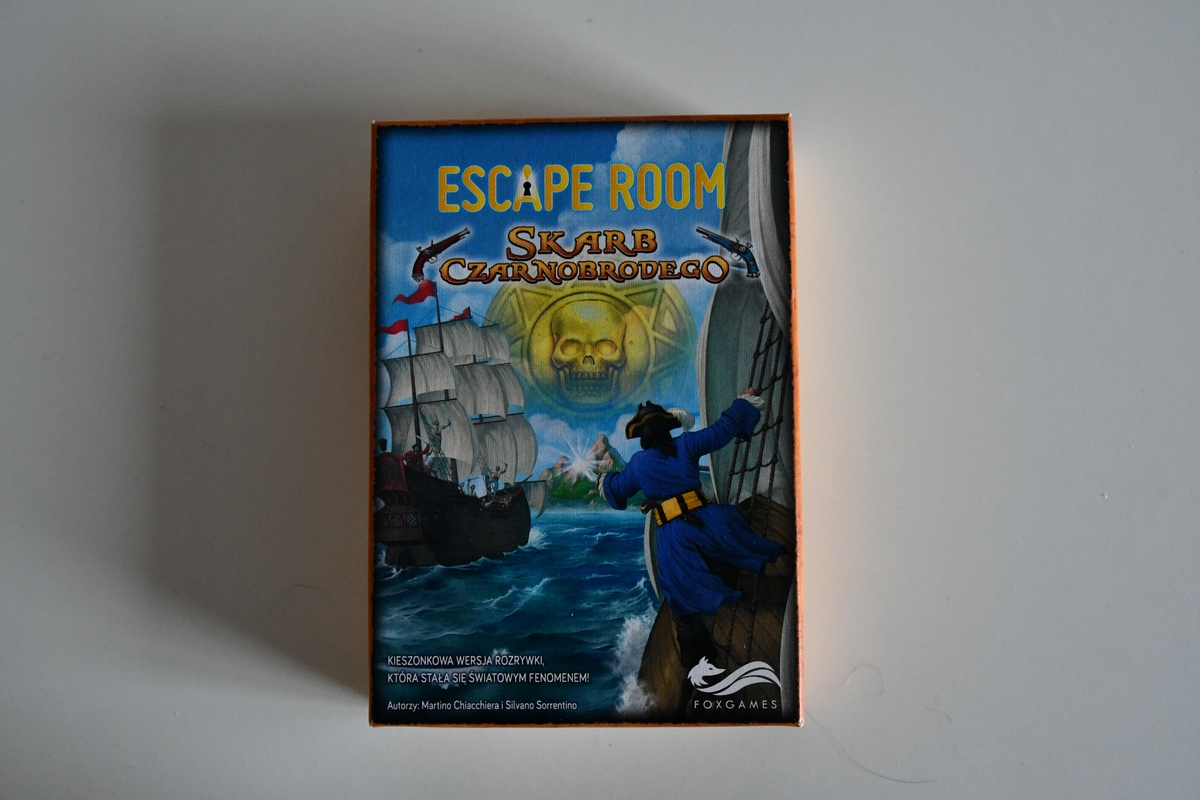 ESCAPE ROOM
SKARB
CZARNOBRODEGO
KIESZONKOWA WERSJA ROZRYWKI,
KTÓRA STAŁA SIĘ ŚWIATOWYM FENOMENEM!
Autorzy: Martino Chiacchiera i Silvano Sorrentino
FOXGAMES